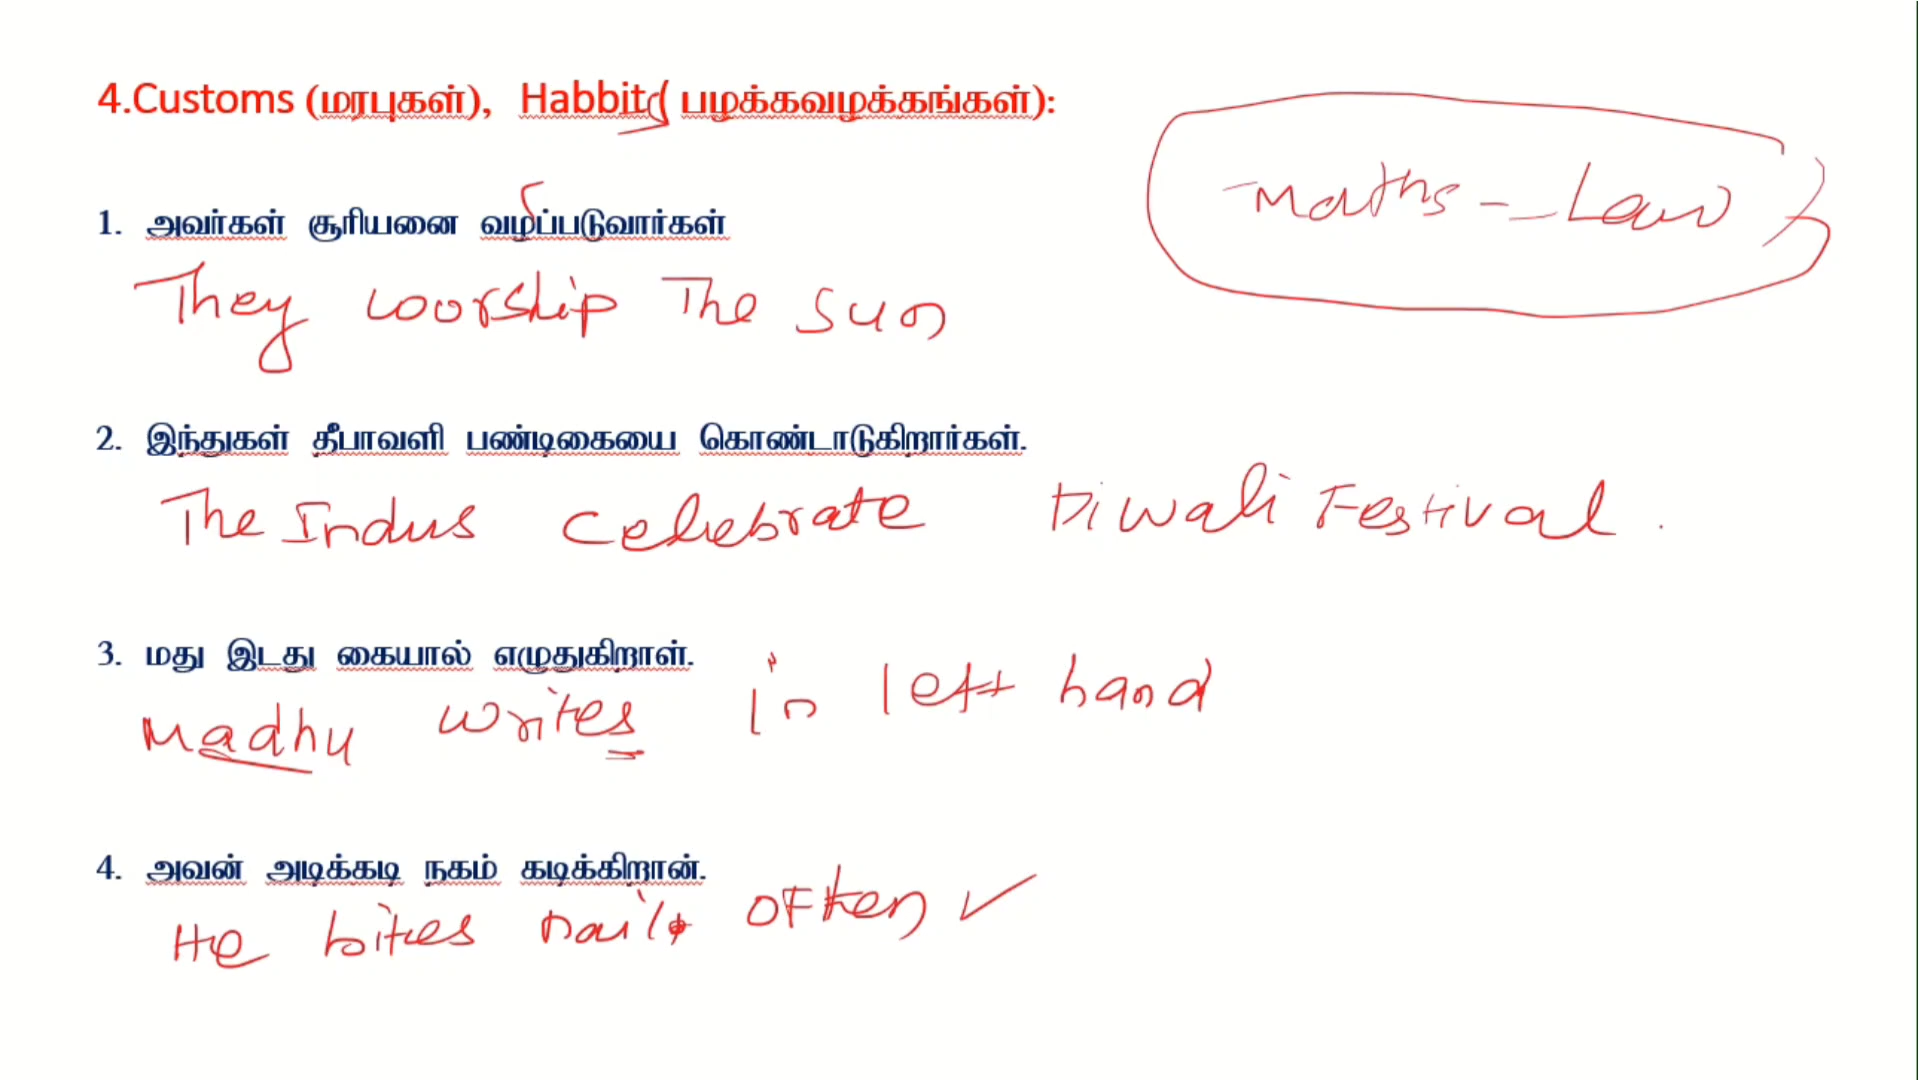 4.Customs (மரபுகள்), Habbits( பழக்கவழக்கங்கள்):
maths - Law
1. அவர்கள் சூரியனை வழிப்படுவார்கள்
They woorship The Sun
2. இந்துகள் தீபாவளி பண்டிகையை கொண்டாடுகிறார்கள்.
The Indus celebrate Diwali Festival.
3. மது இடது கையால் எழுதுகிறாள்.
Madhu writes in left hand
4. அவன் அடிக்கடி நகம் கடிக்கிறான்.
He bites nails often ✓